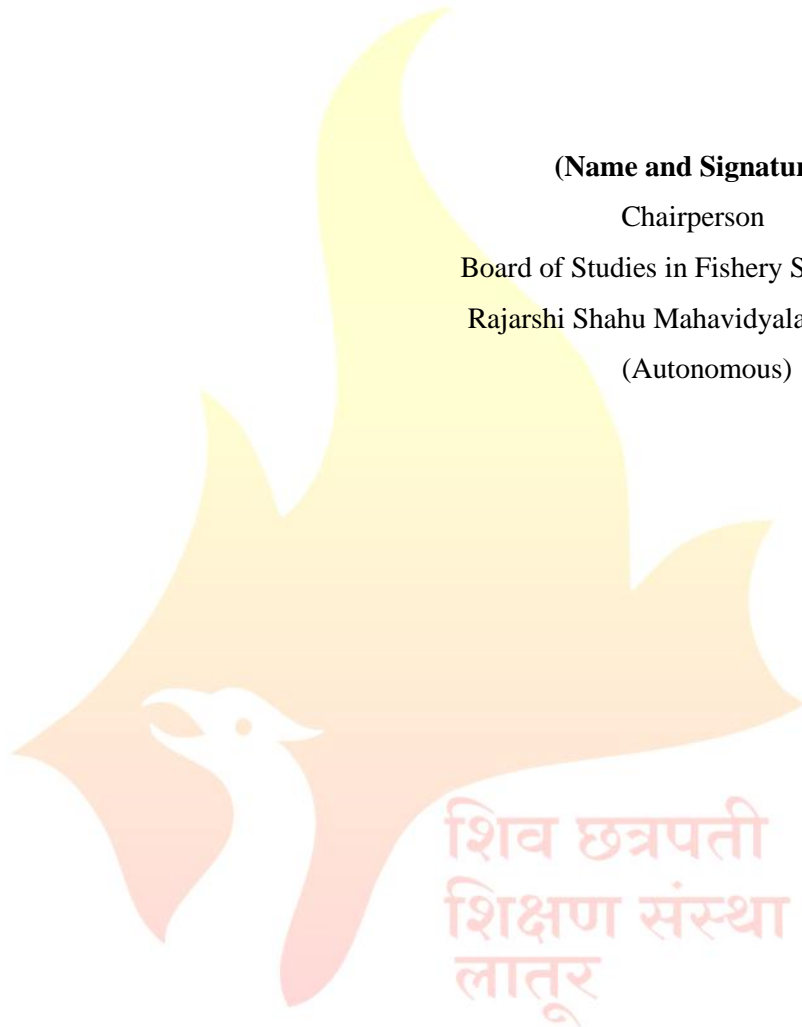 (Name and Signatur
Chairperson
Board of Studies in Fishery S
Rajarshi Shahu Mahavidyala
(Autonomous)
शिव छत्रपती
शिक्षण संस्था
लातूर